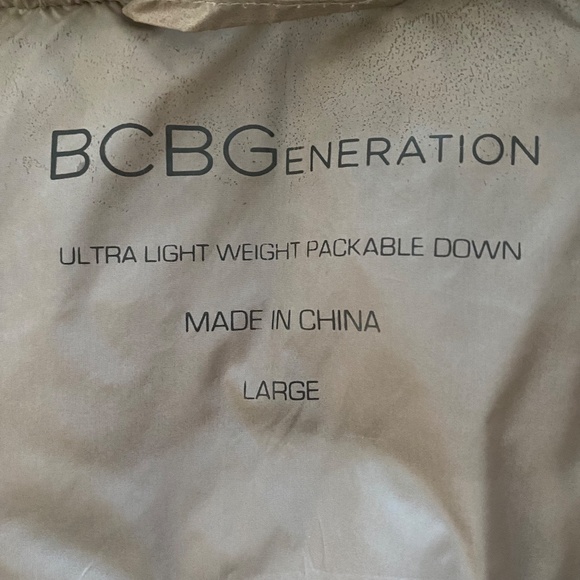 BCBGENERATION
ULTRA LIGHT WEIGHT PACKABLE DOWN
MADE IN CHINA
LARGE